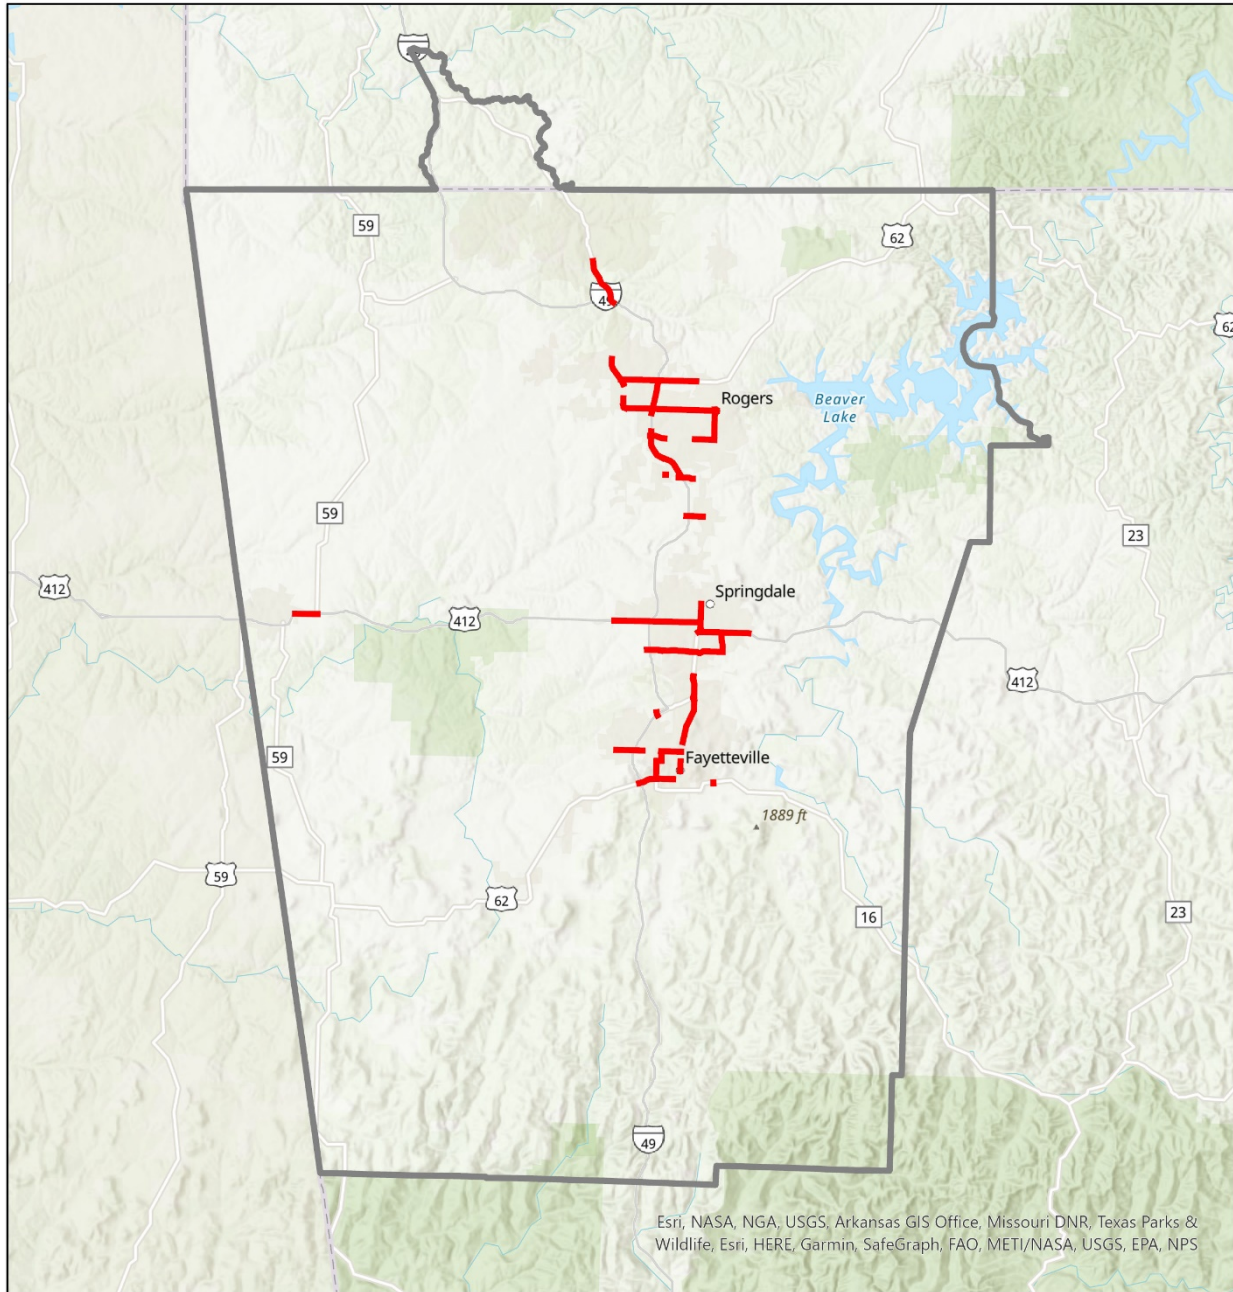 59
62
49
62
Rogers
Beaver
Lake
59
23
412
Springdale
412
412
59
Fayetteville
1889 ft
59
62
16
23
49
Esri, NASA, NGA, USGS, Arkansas GIS Office, Missouri DNR, Texas Parks &
Wildlife, Esri, HERE, Garmin, SafeGraph, FAO, METI/NASA, USGS, EPA, NPS